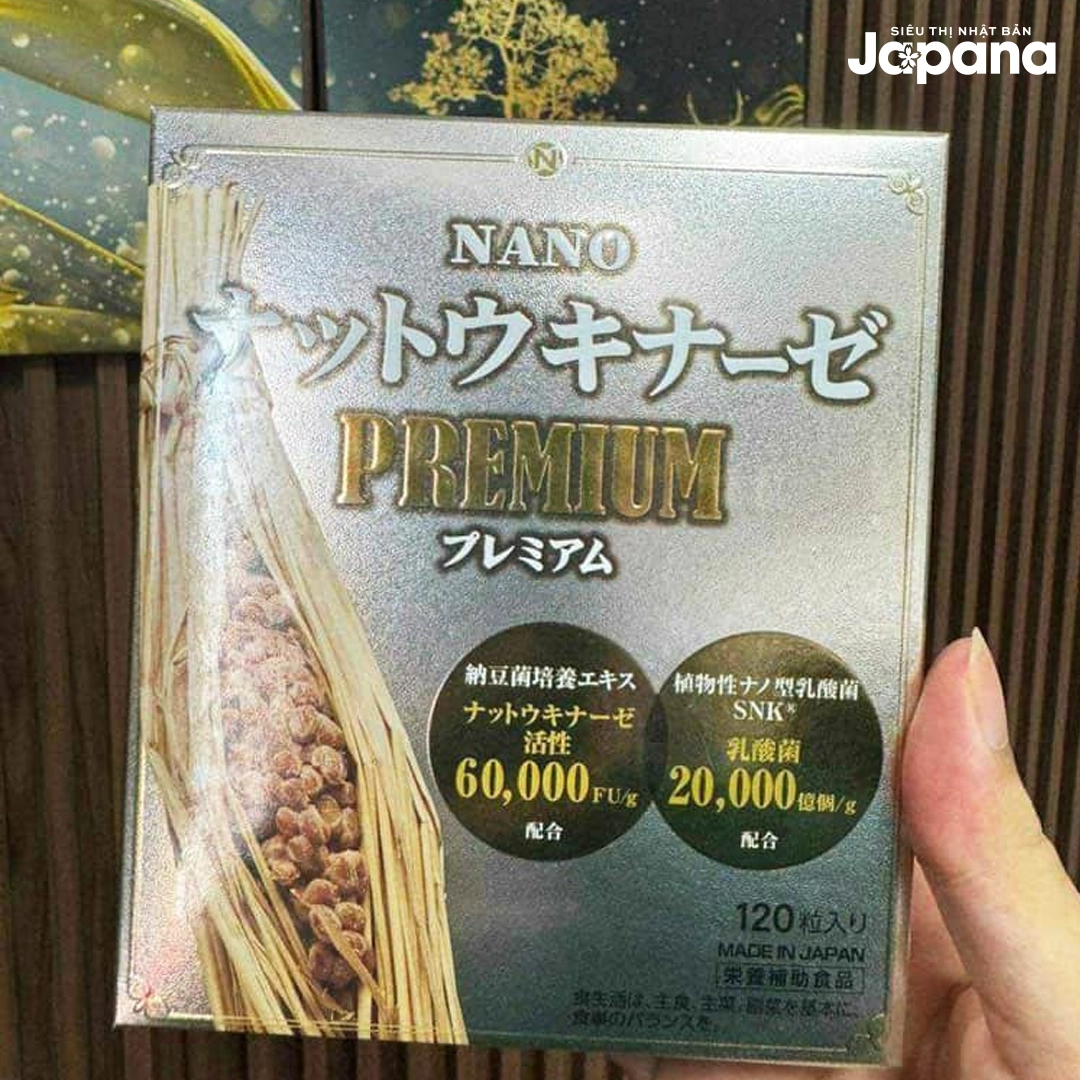 SIÊU THỊ NHẬT BẢN
Japana
N
NANO
ナットウキナーゼ
PREMIUM
プレミアム
納豆菌培養エキス
ナットウキナーゼ
活性
60,000FU/g
配合
植物性ナノ型乳酸菌
SNK®
乳酸菌
20,000億個/g
配合
120粒入り
MADE IN JAPAN
栄養補助食品
食生活は、主食、主菜、副菜を基本に、
食事のバランスを。